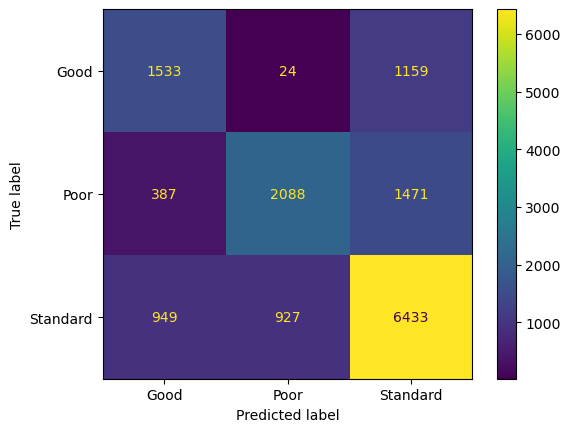 Good
1533
24
1159
Poor
387
2088
1471
Standard
949
927
6433
Good
Poor
Standard
Predicted label
True label
6000
5000
4000
3000
2000
1000